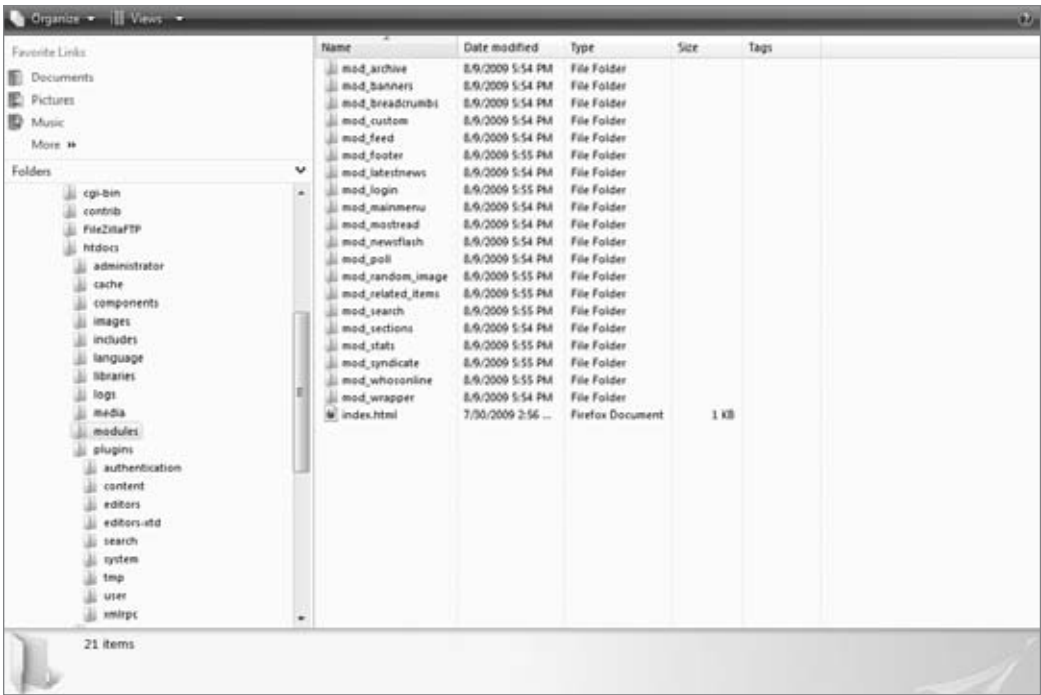 Organize Views
Favorite Links
Documents
Pictures
Music
More »
Folders
cgi-bin
contrib
FileZillaFTP
htdocs
administrator
cache
components
images
includes
language
libraries
logs
media
modules
plugins
authentication
content
editors
editors-xtd
search
system
tmp
user
xmlrpc
Name Date modified Type Size Tags
mod_archive 8/9/2009 5:54 PM File Folder
mod_banners 8/9/2009 5:54 PM File Folder
mod_breadcrumbs 8/9/2009 5:54 PM File Folder
mod_custom 8/9/2009 5:54 PM File Folder
mod_feed 8/9/2009 5:54 PM File Folder
mod_footer 8/9/2009 5:55 PM File Folder
mod_latestnews 8/9/2009 5:54 PM File Folder
mod_login 8/9/2009 5:55 PM File Folder
mod_mainmenu 8/9/2009 5:54 PM File Folder
mod_mostread 8/9/2009 5:54 PM File Folder
mod_newsflash 8/9/2009 5:54 PM File Folder
mod_poll 8/9/2009 5:54 PM File Folder
mod_random_image 8/9/2009 5:55 PM File Folder
mod_related_items 8/9/2009 5:55 PM File Folder
mod_search 8/9/2009 5:55 PM File Folder
mod_sections 8/9/2009 5:54 PM File Folder
mod_stats 8/9/2009 5:55 PM File Folder
mod_syndicate 8/9/2009 5:55 PM File Folder
mod_whosonline 8/9/2009 5:55 PM File Folder
mod_wrapper 8/9/2009 5:54 PM File Folder
index.html 7/30/2009 2:56 ... Firefox Document 1 KB
21 items